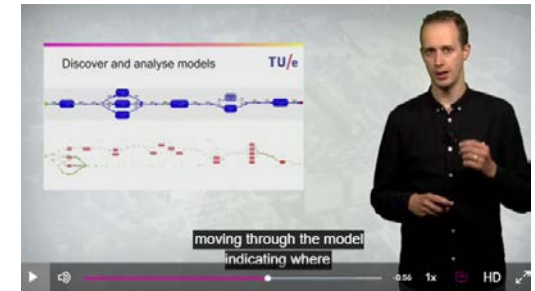 Discover and analyse models
TU/e
moving through the model
indicating where
-0:56
1x
HD